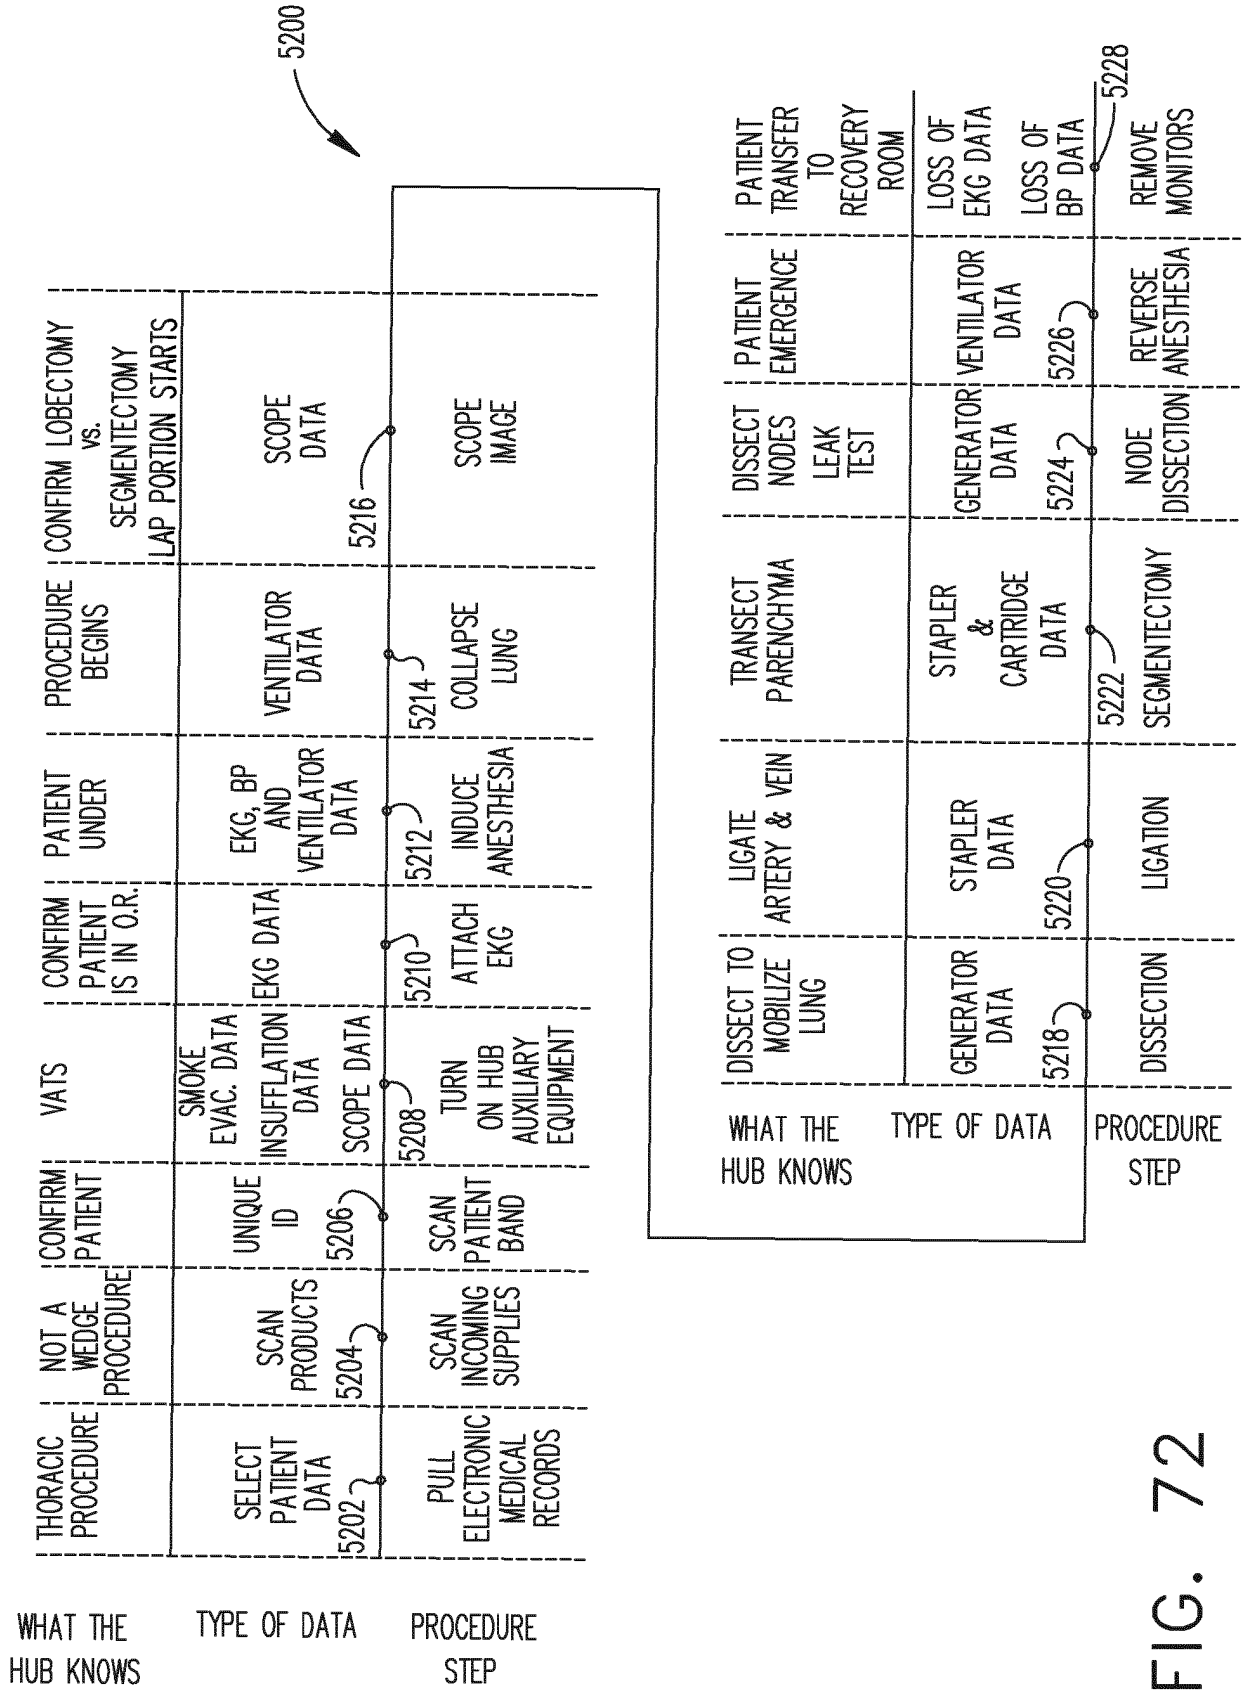 5200
WHAT THE
HUB KNOWS
THORACIC
PROCEDURE
NOT A
WEDGE
PROCEDURE
CONFIRM
PATIENT
VATS
CONFIRM
PATIENT
IS IN O.R.
PATIENT
UNDER
PROCEDURE
BEGINS
CONFIRM LOBECTOMY
vs.
SEGMENTECTOMY
LAP PORTION STARTS
TYPE OF DATA
SELECT
PATIENT
DATA
5202
SCAN
PRODUCTS
5204
UNIQUE
ID
5206
SMOKE
EVAC. DATA
INSUFFLATION
DATA
SCOPE DATA
5208
EKG DATA
5210
EKG, BP
AND
VENTILATOR
DATA
5212
VENTILATOR
DATA
5214
SCOPE
DATA
5216
PROCEDURE
STEP
PULL
ELECTRONIC
MEDICAL
RECORDS
SCAN
INCOMING
SUPPLIES
SCAN
PATIENT
BAND
TURN
ON HUB
AUXILIARY
EQUIPMENT
ATTACH
EKG
INDUCE
ANESTHESIA
COLLAPSE
LUNG
SCOPE
IMAGE
WHAT THE
HUB KNOWS
DISSECT TO
MOBILIZE
LUNG
LIGATE
ARTERY & VEIN
TRANSECT
PARENCHYMA
DISSECT
NODES
LEAK
TEST
PATIENT
EMERGENCE
PATIENT
TRANSFER
TO
RECOVERY
ROOM
TYPE OF DATA
GENERATOR
DATA
5218
STAPLER
DATA
5220
STAPLER
&
CARTRIDGE
DATA
5222
GENERATOR
DATA
5224
VENTILATOR
DATA
5226
LOSS OF
EKG DATA
LOSS OF
BP DATA
5228
PROCEDURE
STEP
DISSECTION
LIGATION
SEGMENTECTOMY
NODE
DISSECTION
REVERSE
ANESTHESIA
REMOVE
MONITORS
FIG. 72